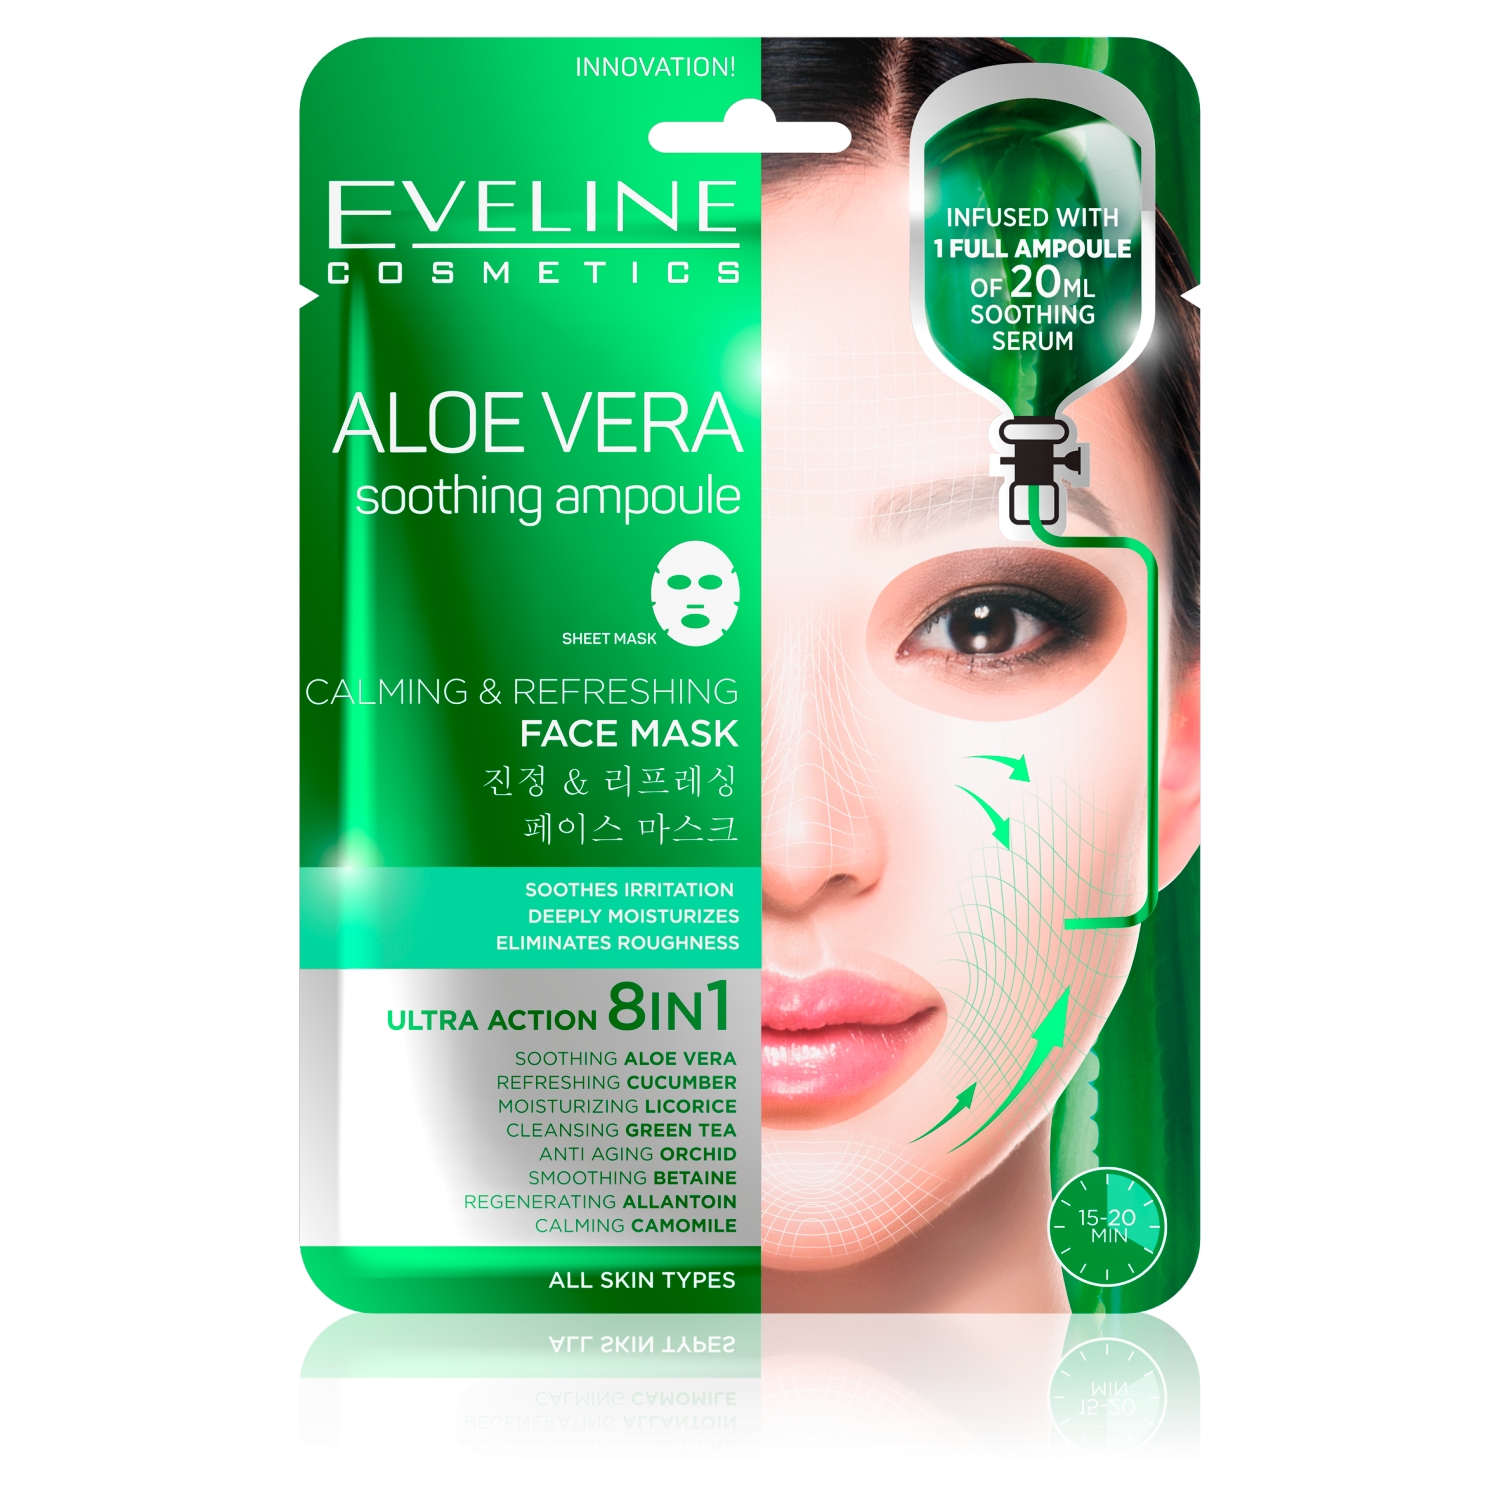 INNOVATION!
EVELINE
COSMETICS
ALOE VERA
soothing ampoule
SHEET MASK
CALMING & REFRESHING
FACE MASK
진정 & 리프레싱
페이스 마스크
SOOTHES IRRITATION
DEEPLY MOISTURIZES
ELIMINATES ROUGHNESS
ULTRA ACTION 8IN1
SOOTHING ALOE VERA
REFRESHING CUCUMBER
MOISTURIZING LICORICE
CLEANSING GREEN TEA
ANTI AGING ORCHID
SMOOTHING BETAINE
REGENERATING ALLANTOIN
CALMING CAMOMILE
ALL SKIN TYPES
INFUSED WITH
1 FULL AMPOULE
OF 20ML
SOOTHING
SERUM
15-20
MIN